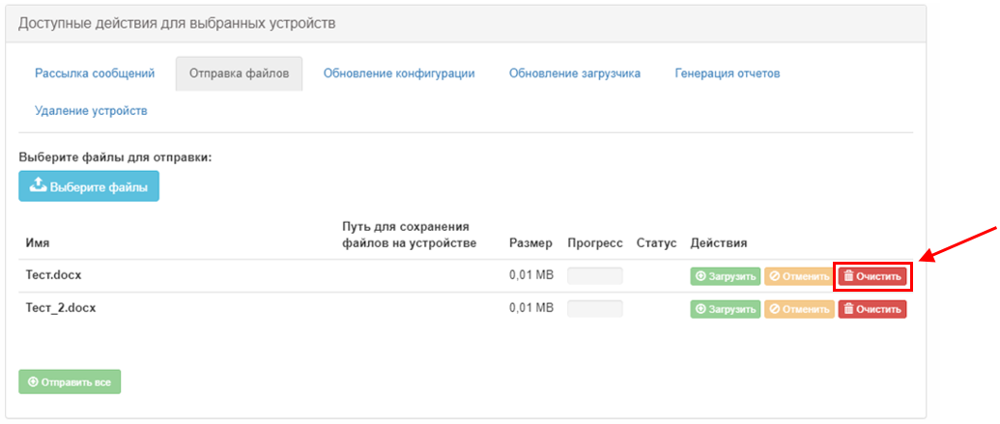 Доступные действия для выбранных устройств
Рассылка сообщений Отправка файлов Обновление конфигурации Обновление загрузчика Генерация отчетов
Удаление устройств
Выберите файлы для отправки:
Выберите файлы
Имя Путь для сохранения файлов на устройстве Размер Прогресс Статус Действия
Тест.docx 0,01 MB Загрузить Отменить Очистить
Тест_2.docx 0,01 MB Загрузить Отменить Очистить
Отправить все